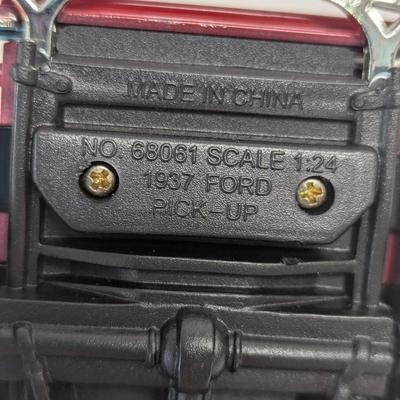 MADE IN CHINA
NO. 68061 SCALE 1:24
1937 FORD
PICK-UP